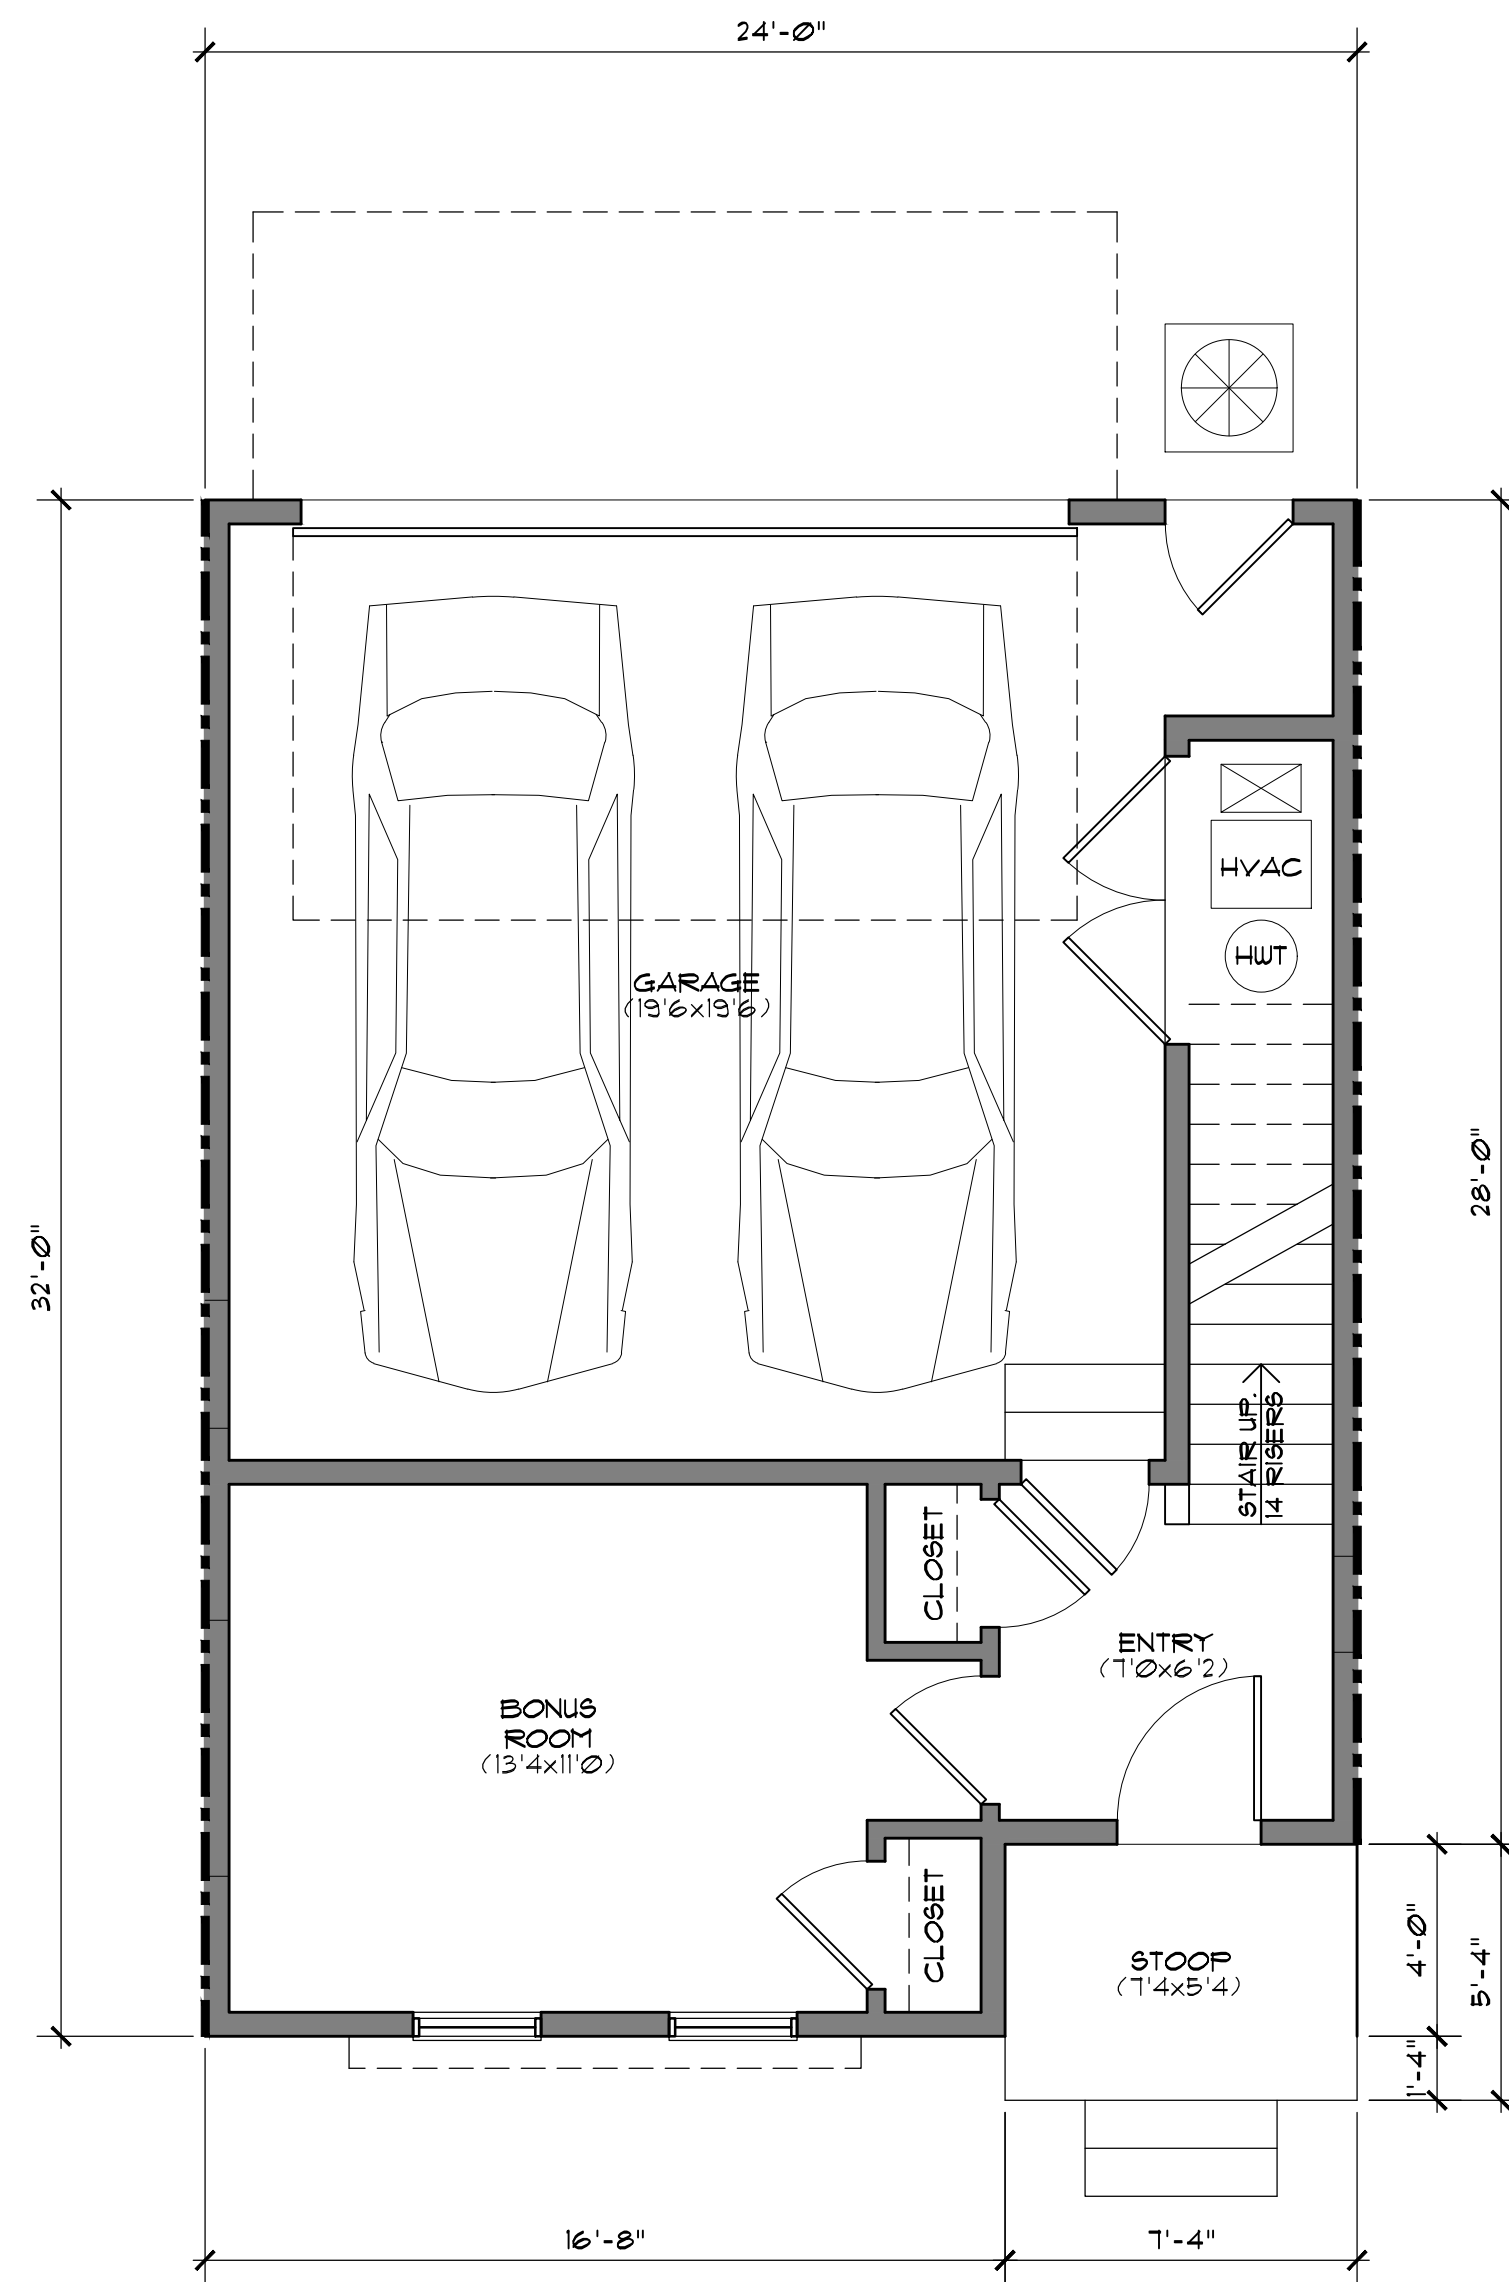 24'-0"
HVAC
HWT
GARAGE
(19'6x19'6)
28'-0"
32'-0"
STAIR UP.
14 RISERS
CLOSET
ENTRY
(7'0x6'2)
BONUS
ROOM
(13'4x11'0)
CLOSET
STOOP
(7'4x5'4)
4'-0"
5'-4"
1'-4"
16'-8"
7'-4"